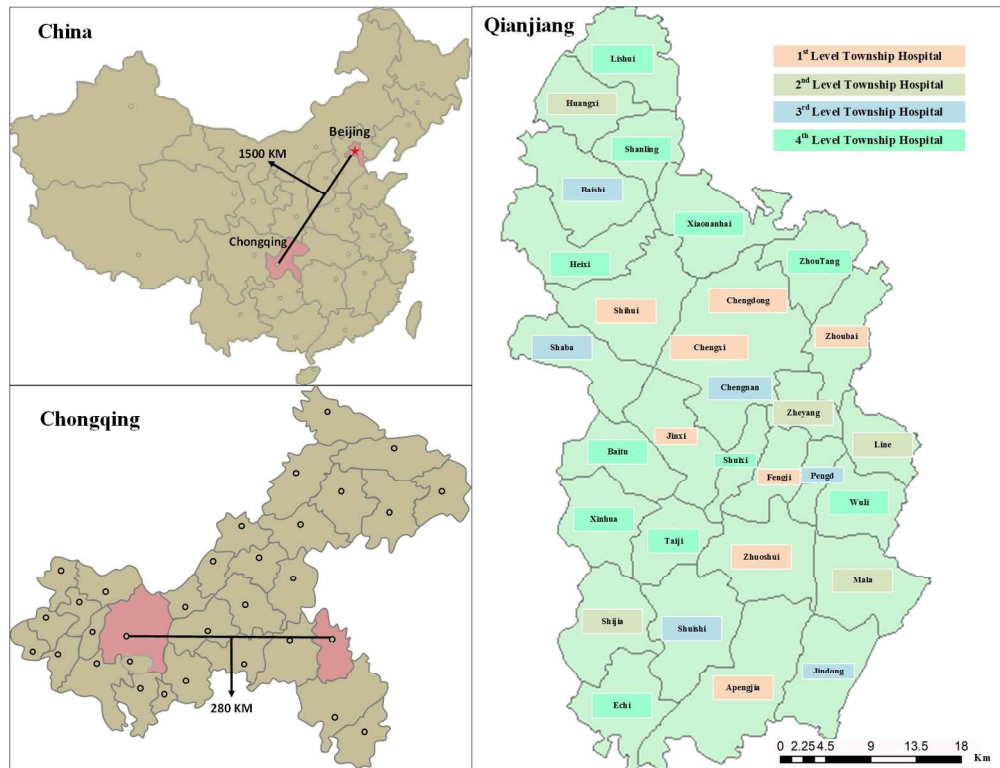 China
Beijing
1500 KM
Chongqing
Chongqing
280 KM
Qianjiang
1st Level Township Hospital
2nd Level Township Hospital
3rd Level Township Hospital
4th Level Township Hospital
Lishui
Huangxi
Shanling
Baishi
Xiaonanhai
Heixi
ZhouTang
Chengdong
Shihui
Zhoubai
Chengxi
Shaba
Chengnan
Zheyang
Jinxi
Line
Baitu
Shuixi
Fengji
Pengd
Wuli
Xinhua
Taiji
Zhuoshui
Mala
Shijia
Shuishi
Jindong
Apengjia
Echi
0 2.25 4.5 9 13.5 18
Km